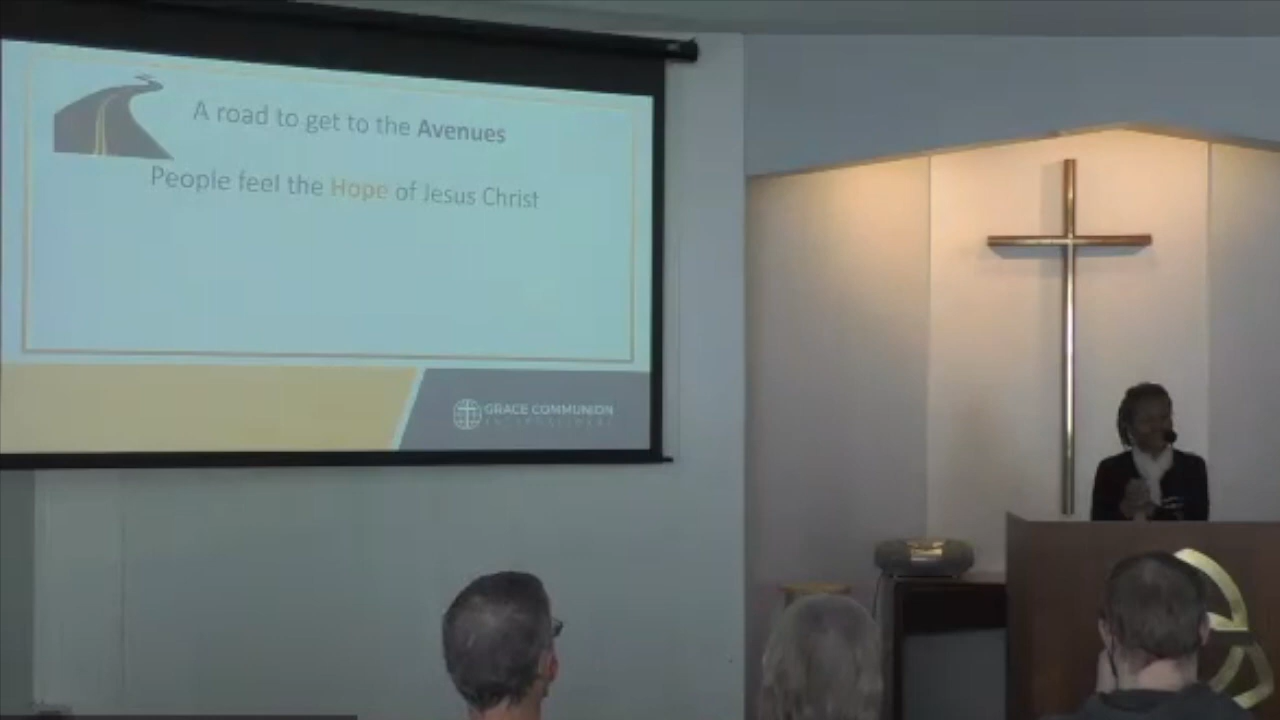 A road to get to the Avenues
People feel the Hope of Jesus Christ
GRACE COMMUNION